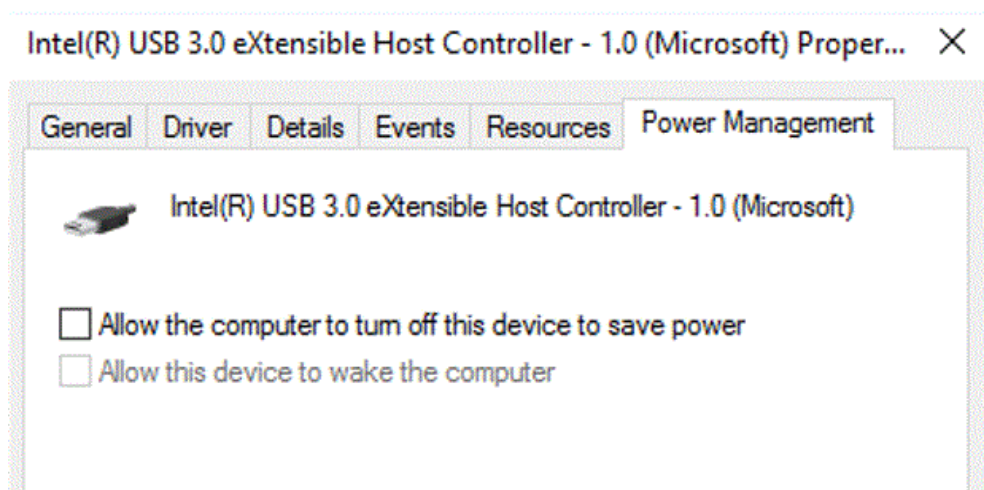 Intel(R) USB 3.0 eXtensible Host Controller - 1.0 (Microsoft) Proper...
General Driver Details Events Resources Power Management
Intel(R) USB 3.0 eXtensible Host Controller - 1.0 (Microsoft)
Allow the computer to turn off this device to save power
Allow this device to wake the computer